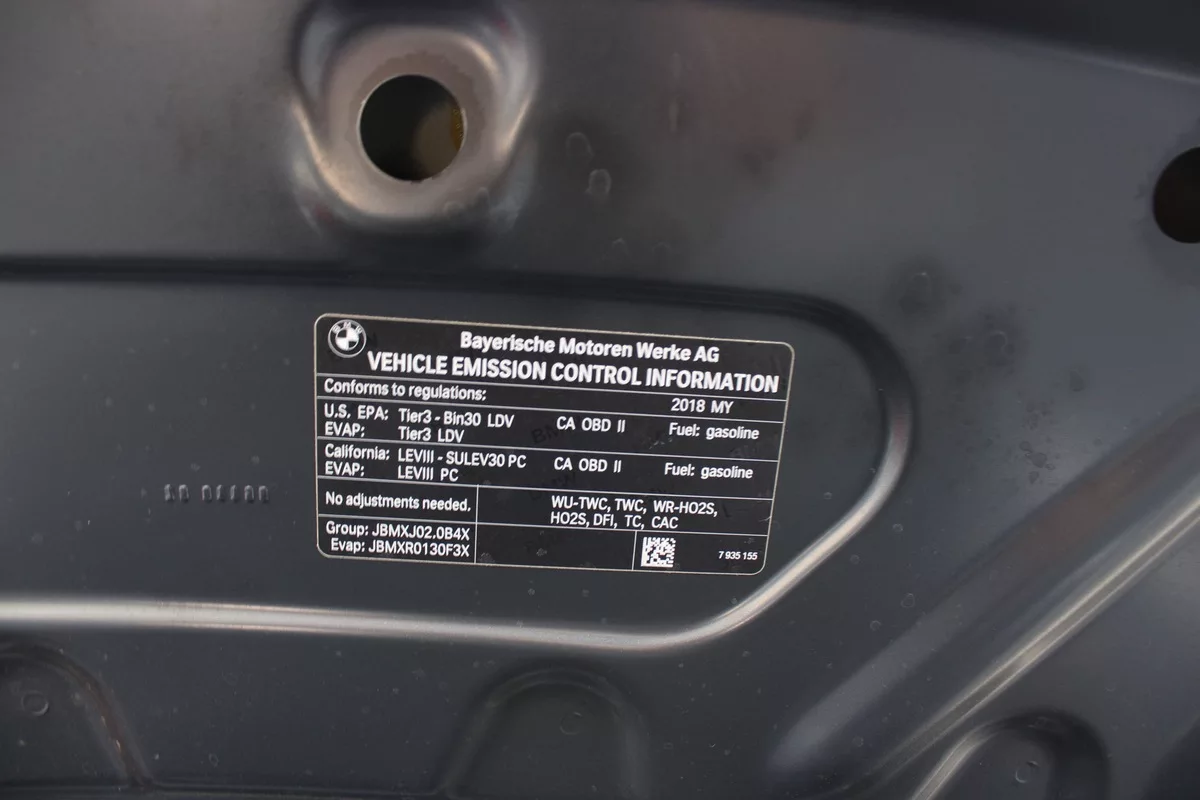 BMW
Bayerische Motoren Werke AG
VEHICLE EMISSION CONTROL INFORMATION
Conforms to regulations: 2018 MY
U.S. EPA: Tier3 - Bin30 LDV CA OBD II Fuel: gasoline
EVAP: Tier3 LDV
California: LEVIII - SULEV30 PC CA OBD II Fuel: gasoline
EVAP: LEVIII PC
No adjustments needed. WU-TWC, TWC, WR-HO2S,
HO2S, DFI, TC, CAC
Group: JBMXJ02.0B4X
Evap: JBMXR0130F3X
7 935 155